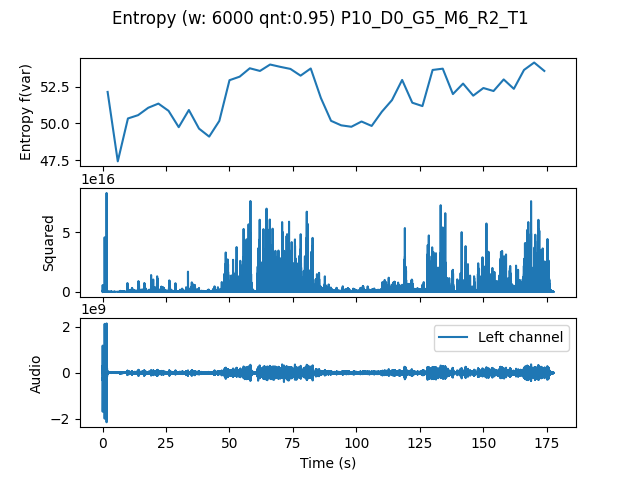 Entropy (w: 6000 qnt:0.95) P10_D0_G5_M6_R2_T1
Entropy f(var)
52.5
50.0
47.5
1e16
Squared
5
0
1e9
Audio
2
0
−2
Left channel
0 25 50 75 100 125 150 175
Time (s)